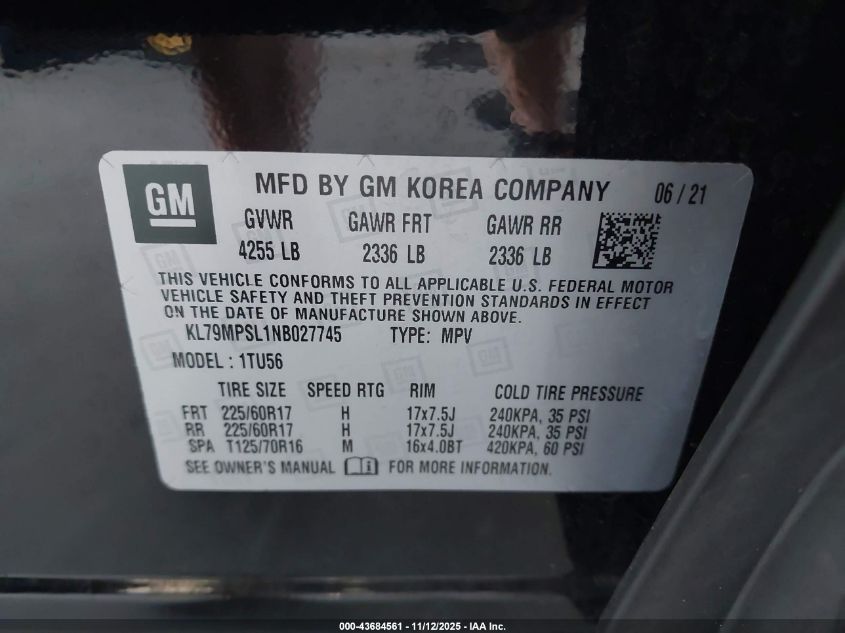 GM
MFD BY GM KOREA COMPANY 06 / 21
GVWR GAWR FRT GAWR RR
4255 LB 2336 LB 2336 LB
THIS VEHICLE CONFORMS TO ALL APPLICABLE U.S. FEDERAL MOTOR
VEHICLE SAFETY AND THEFT PREVENTION STANDARDS IN EFFECT
ON THE DATE OF MANUFACTURE SHOWN ABOVE.
KL79MPSL1NB027745 TYPE: MPV
MODEL : 1TU56
TIRE SIZE SPEED RTG RIM COLD TIRE PRESSURE
FRT 225/60R17 H 17x7.5J 240KPA, 35 PSI
RR 225/60R17 H 17x7.5J 240KPA, 35 PSI
SPA T125/70R16 M 16x4.0BT 420KPA, 60 PSI
SEE OWNER'S MANUAL FOR MORE INFORMATION.
000-43684561 - 11/12/2025 - IAA Inc.